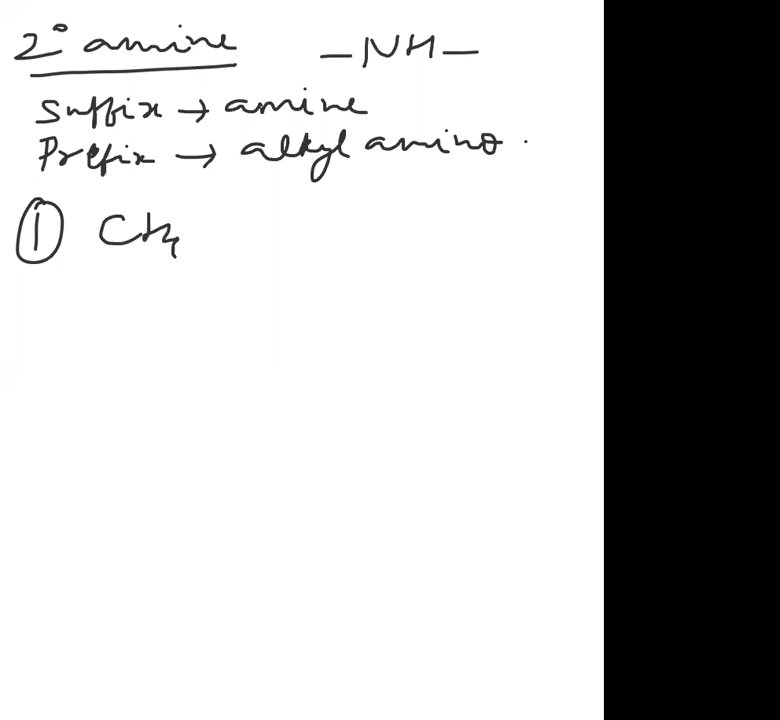 2° amine –NH–
Suffix → amine
Prefix → alkyl amino.
① CH